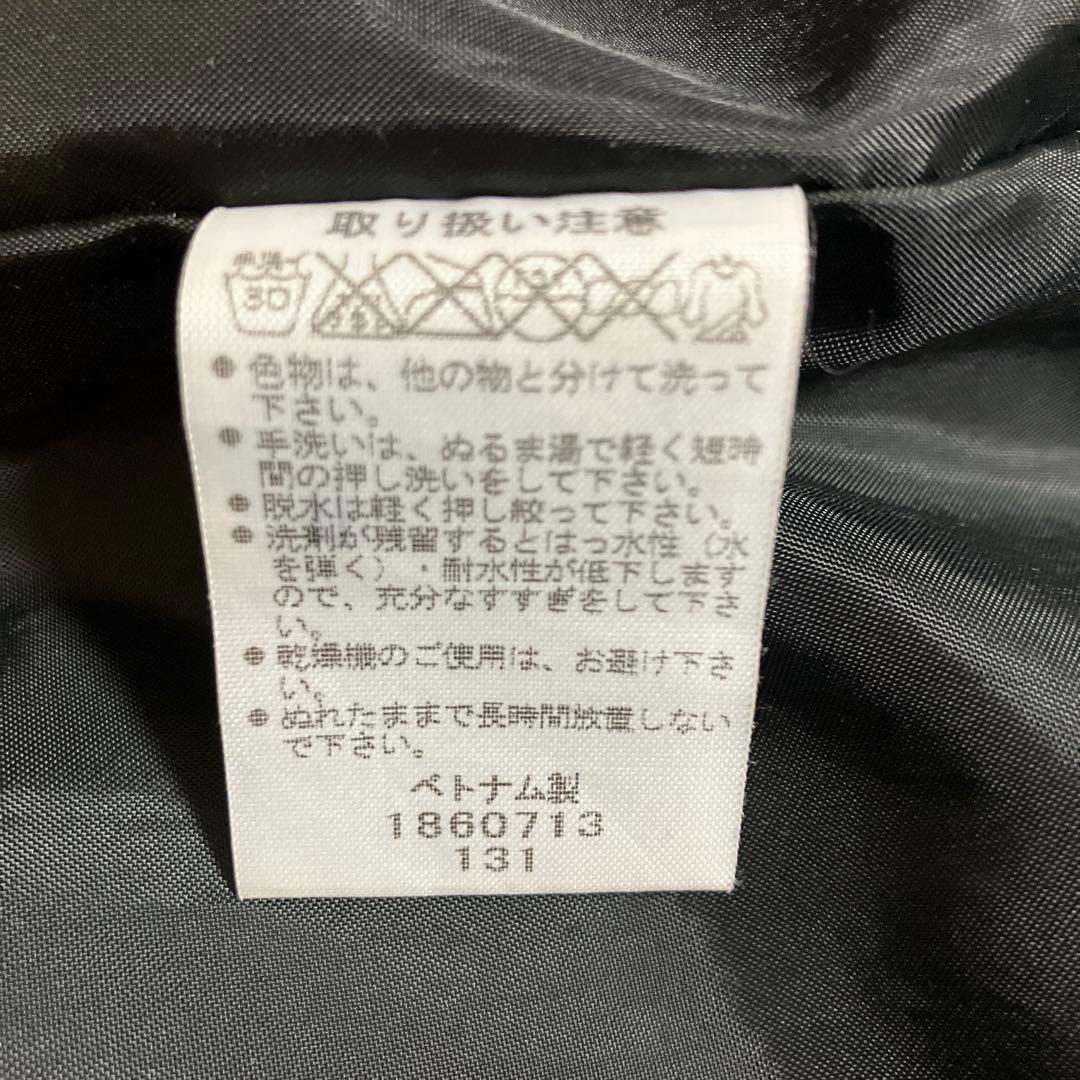 取り扱い注意
30
● 色物は、他の物と分けて洗って
下さい。
● 手洗いは、ぬるま湯で軽く短時
間の押し洗いをして下さい。
● 脱水は軽く押し絞って下さい。
● 洗剤が残留するとはっ水性（水
を弾く）・耐水性が低下します
ので、充分なすすぎをして下さ
い。
● 乾燥機のご使用は、お避け下さ
い。
● ぬれたままで長時間放置しない
で下さい。
ベトナム製
1860713
131